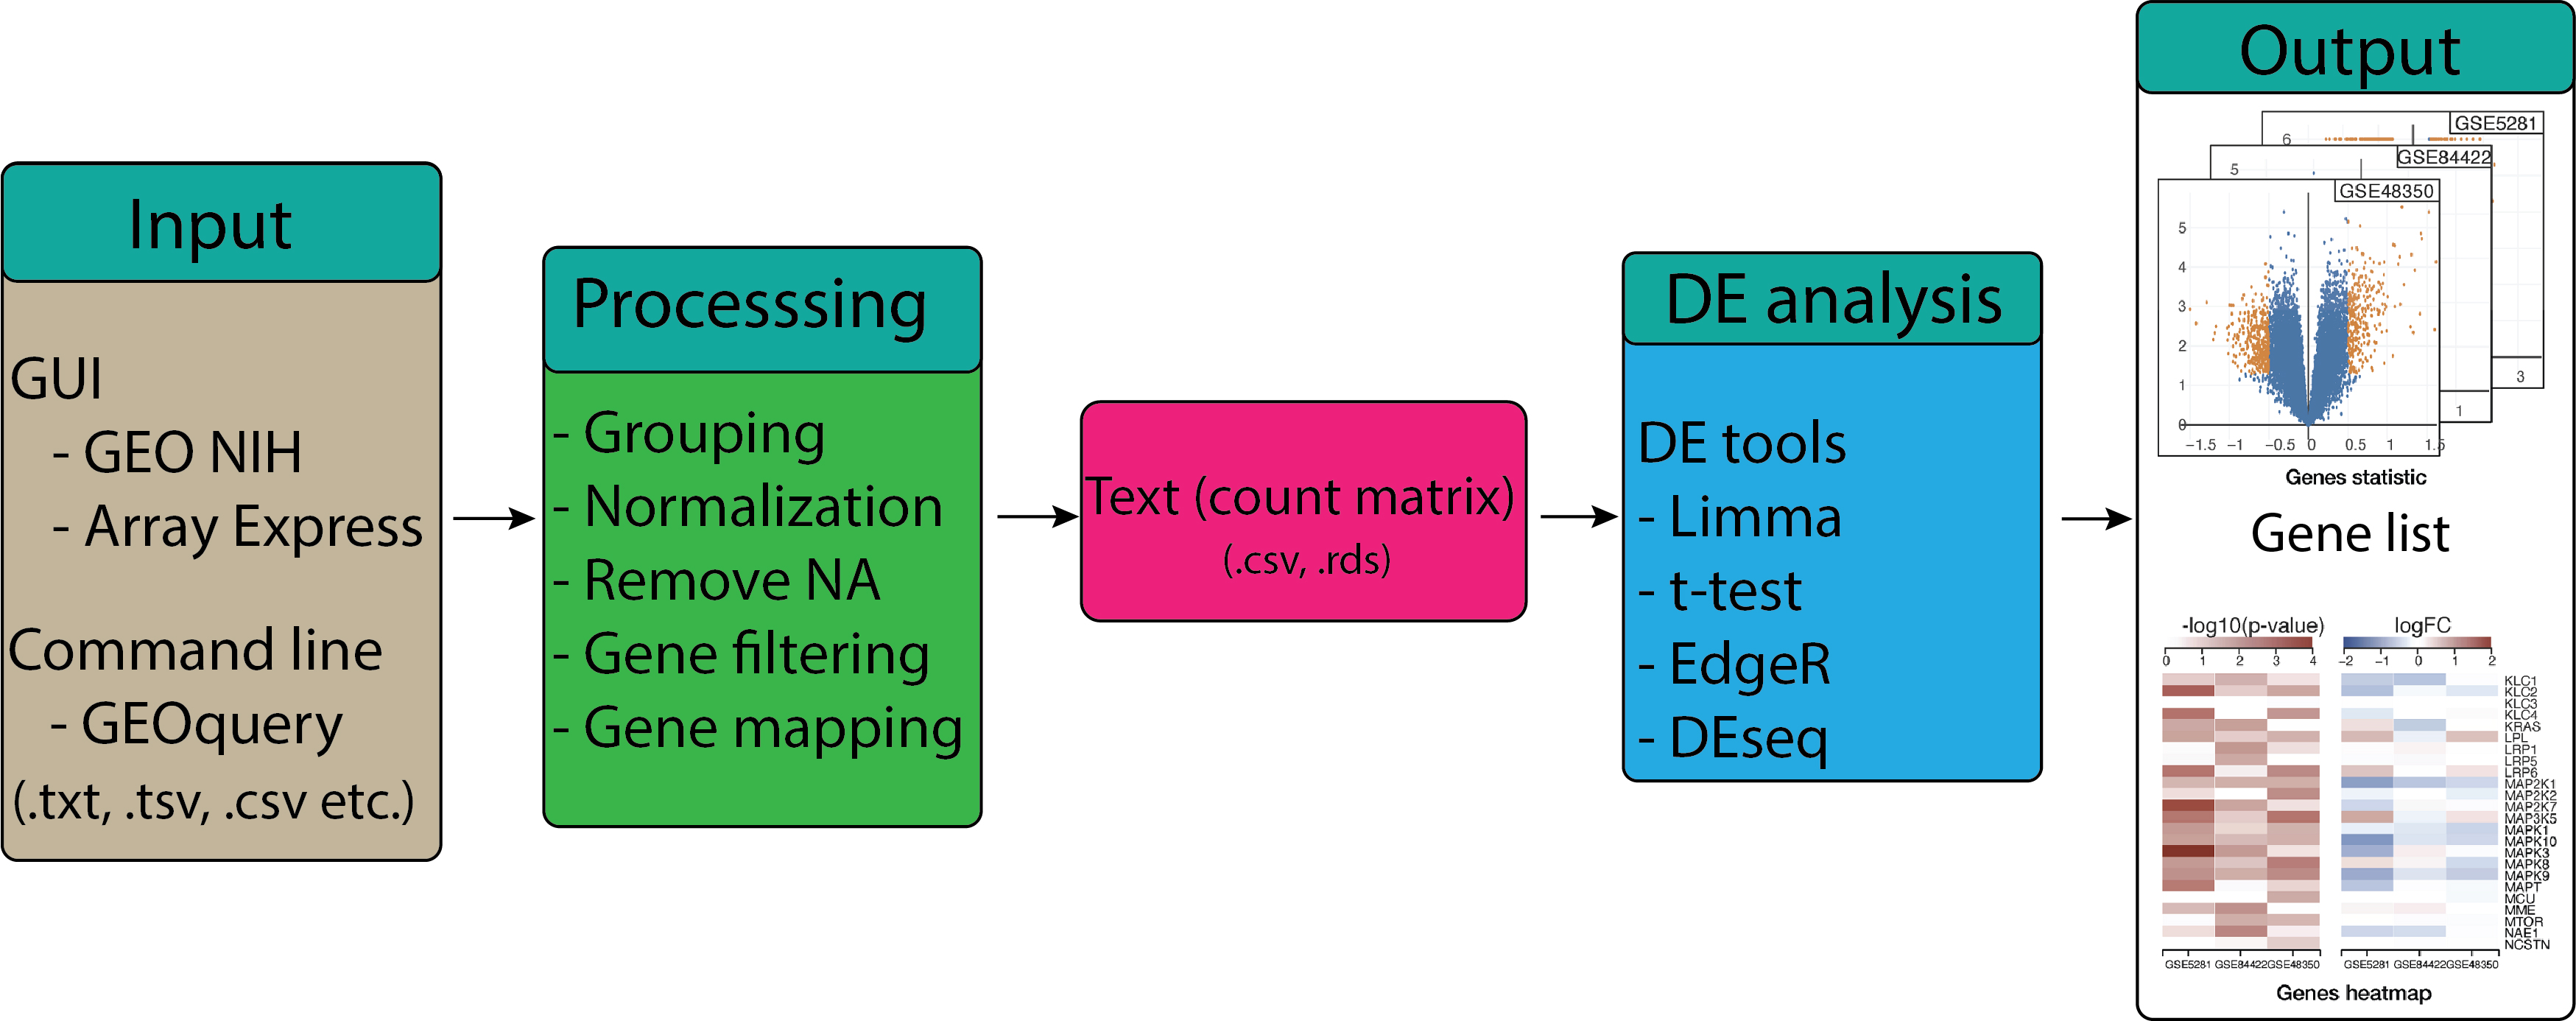 Input
GUI
- GEO NIH
- Array Express
Command line
- GEOquery
(.txt, .tsv, .csv etc.)
Processsing
- Grouping
- Normalization
- Remove NA
- Gene filtering
- Gene mapping
Text (count matrix)
(.csv, .rds)
DE analysis
DE tools
- Limma
- t-test
- EdgeR
- DEseq
Output
GSE5281
6
3
GSE84422
5
1
GSE48350
5
4
3
2
1
0
−1.5 −1 −0.5 0 0.5 1 1.5
Genes statistic
Gene list
-log10(p-value)
0 1 2 3 4
logFC
−2 −1 0 1 2
KLC1
KLC2
KLC3
KLC4
KRAS
LPL
LRP1
LRP5
LRP6
MAP2K1
MAP2K2
MAP2K7
MAP3K5
MAPK1
MAPK10
MAPK3
MAPK8
MAPK9
MAPT
MCU
MME
MTOR
NAE1
NCSTN
GSE5281 GSE84422 GSE48350 GSE5281 GSE84422 GSE48350
Genes heatmap